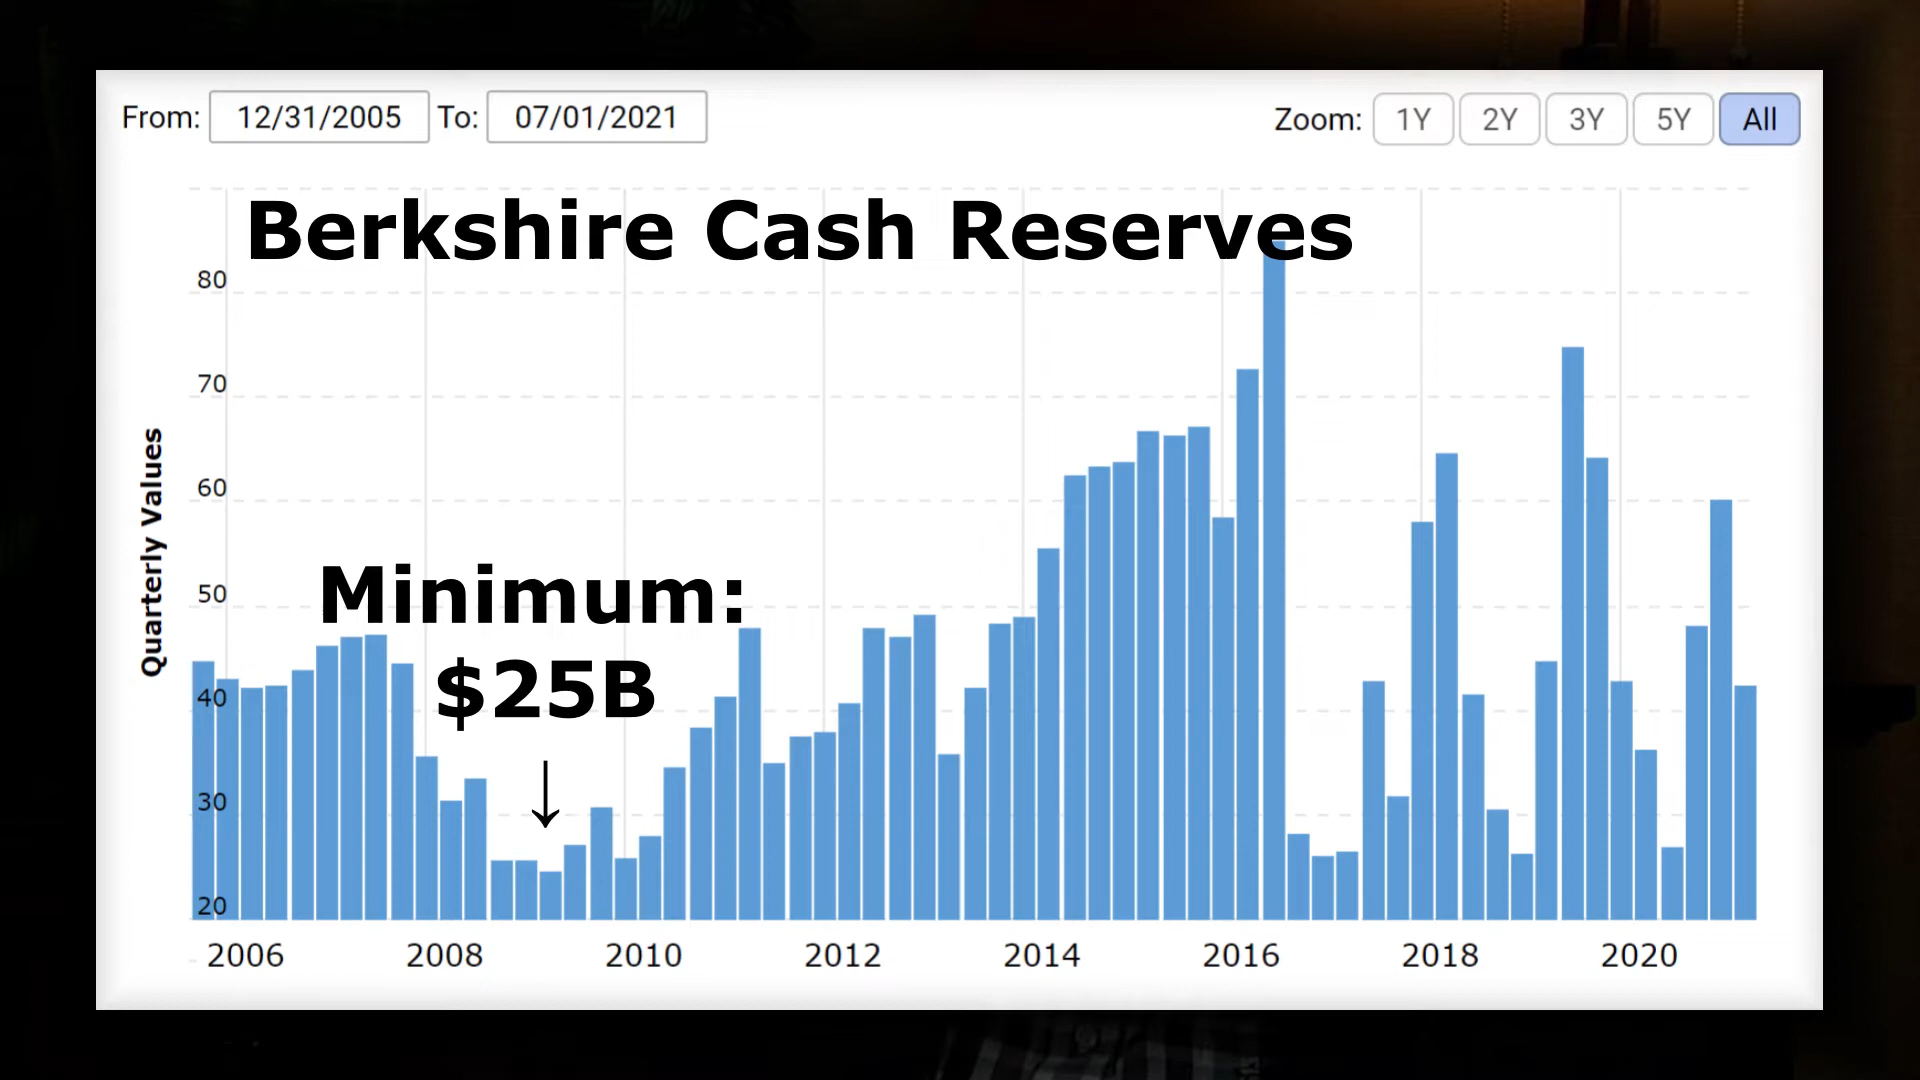 From: 12/31/2005 To: 07/01/2021
Zoom: 1Y 2Y 3Y 5Y All
Berkshire Cash Reserves
80
70
60
50
40
30
20
Quarterly Values
Minimum:
$25B
↓
2006 2008 2010 2012 2014 2016 2018 2020